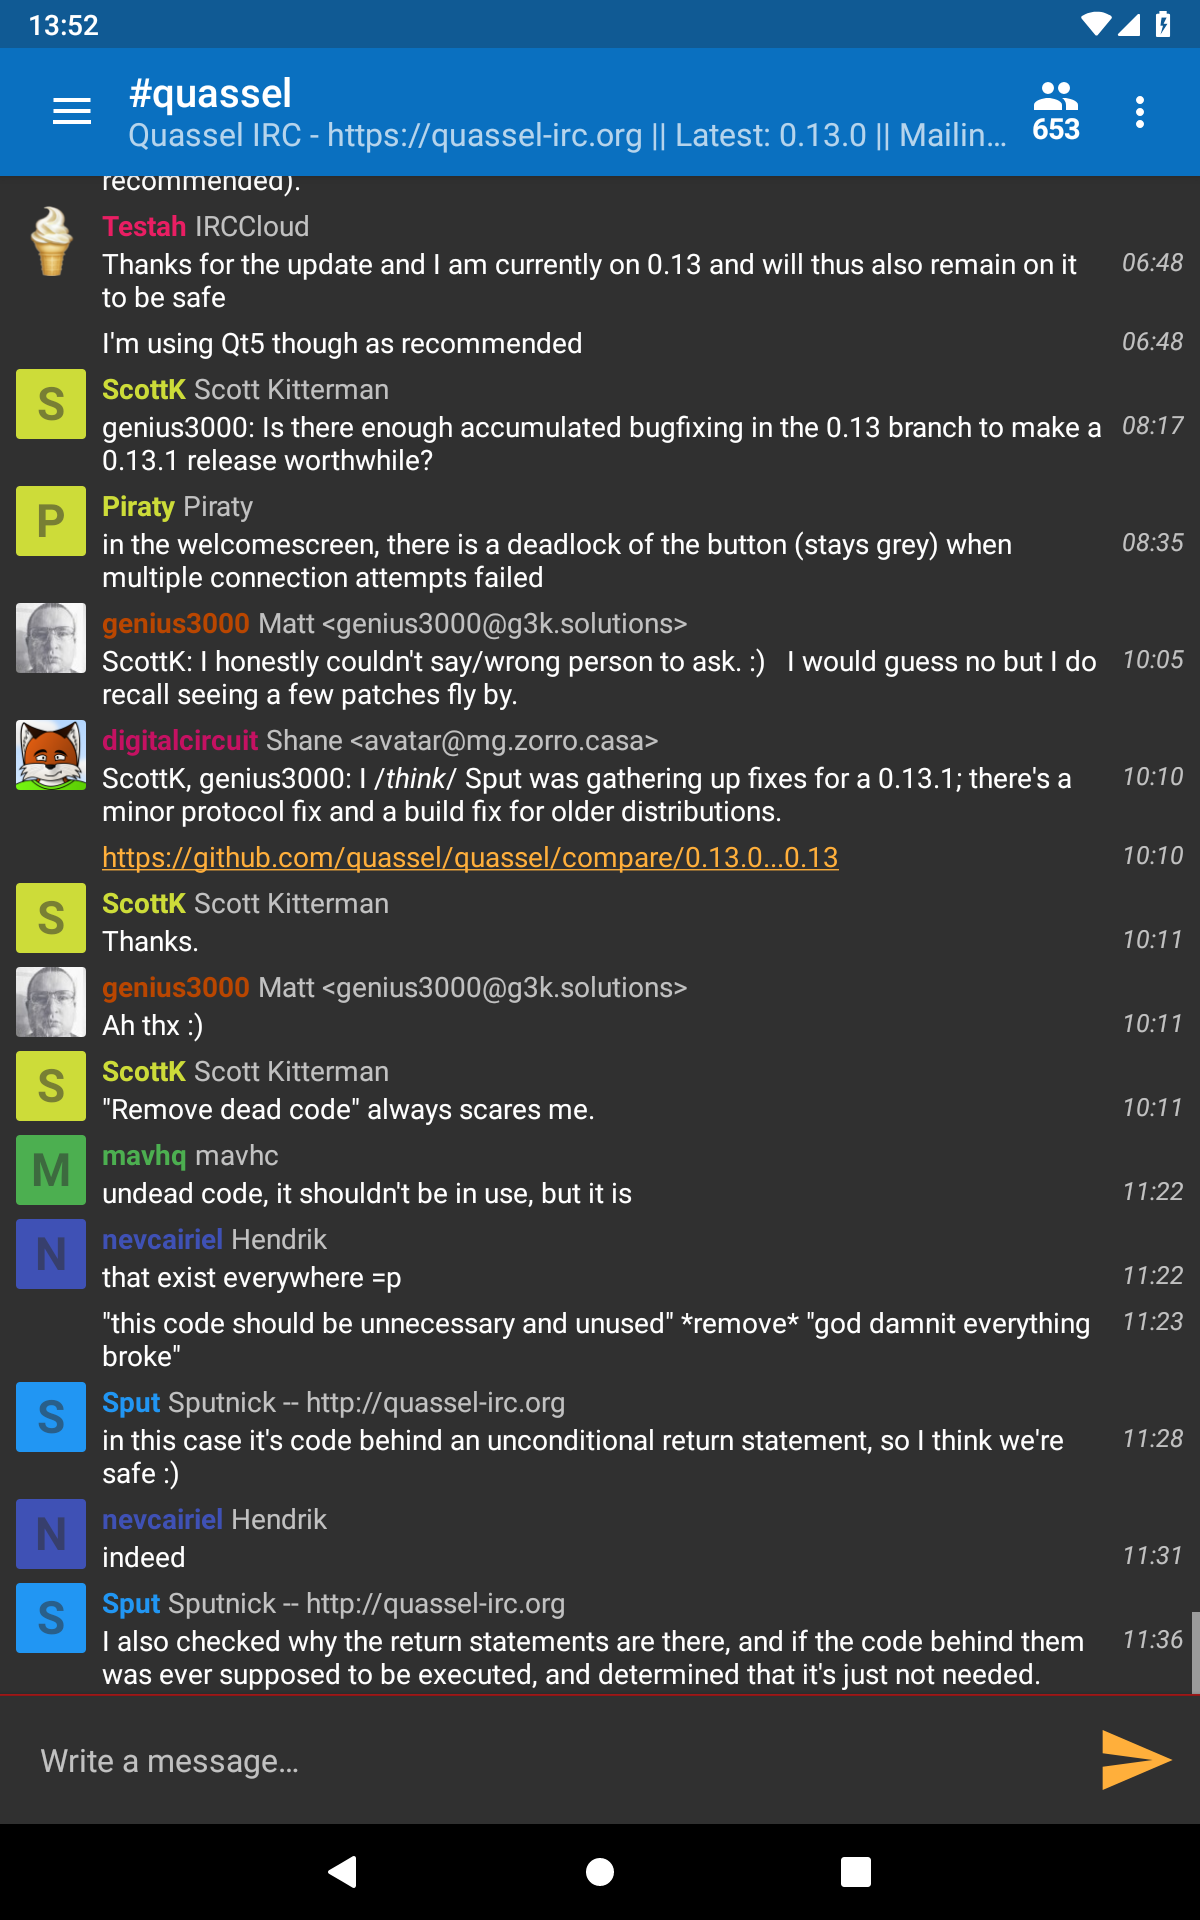 13:52
#quassel
Quassel IRC - https://quassel-irc.org || Latest: 0.13.0 || Mailin...
653
recommended).
Testah IRCCloud
Thanks for the update and I am currently on 0.13 and will thus also remain on it 06:48
to be safe
I'm using Qt5 though as recommended 06:48
S ScottK Scott Kitterman
genius3000: Is there enough accumulated bugfixing in the 0.13 branch to make a 08:17
0.13.1 release worthwhile?
P Piraty Piraty
in the welcomescreen, there is a deadlock of the button (stays grey) when 08:35
multiple connection attempts failed
genius3000 Matt <genius3000@g3k.solutions>
ScottK: I honestly couldn't say/wrong person to ask. :)   I would guess no but I do 10:05
recall seeing a few patches fly by.
digitalcircuit Shane <avatar@mg.zorro.casa>
ScottK, genius3000: I /think/ Sput was gathering up fixes for a 0.13.1; there's a 10:10
minor protocol fix and a build fix for older distributions.
https://github.com/quassel/quassel/compare/0.13.0...0.13 10:10
S ScottK Scott Kitterman
Thanks. 10:11
genius3000 Matt <genius3000@g3k.solutions>
Ah thx :) 10:11
S ScottK Scott Kitterman
"Remove dead code" always scares me. 10:11
M mavhq mavhc
undead code, it shouldn't be in use, but it is 11:22
N nevcairiel Hendrik
that exist everywhere =p 11:22
"this code should be unnecessary and unused" *remove* "god damnit everything 11:23
broke"
S Sput Sputnick -- http://quassel-irc.org
in this case it's code behind an unconditional return statement, so I think we're 11:28
safe :)
N nevcairiel Hendrik
indeed 11:31
S Sput Sputnick -- http://quassel-irc.org
I also checked why the return statements are there, and if the code behind them 11:36
was ever supposed to be executed, and determined that it's just not needed.
Write a message...